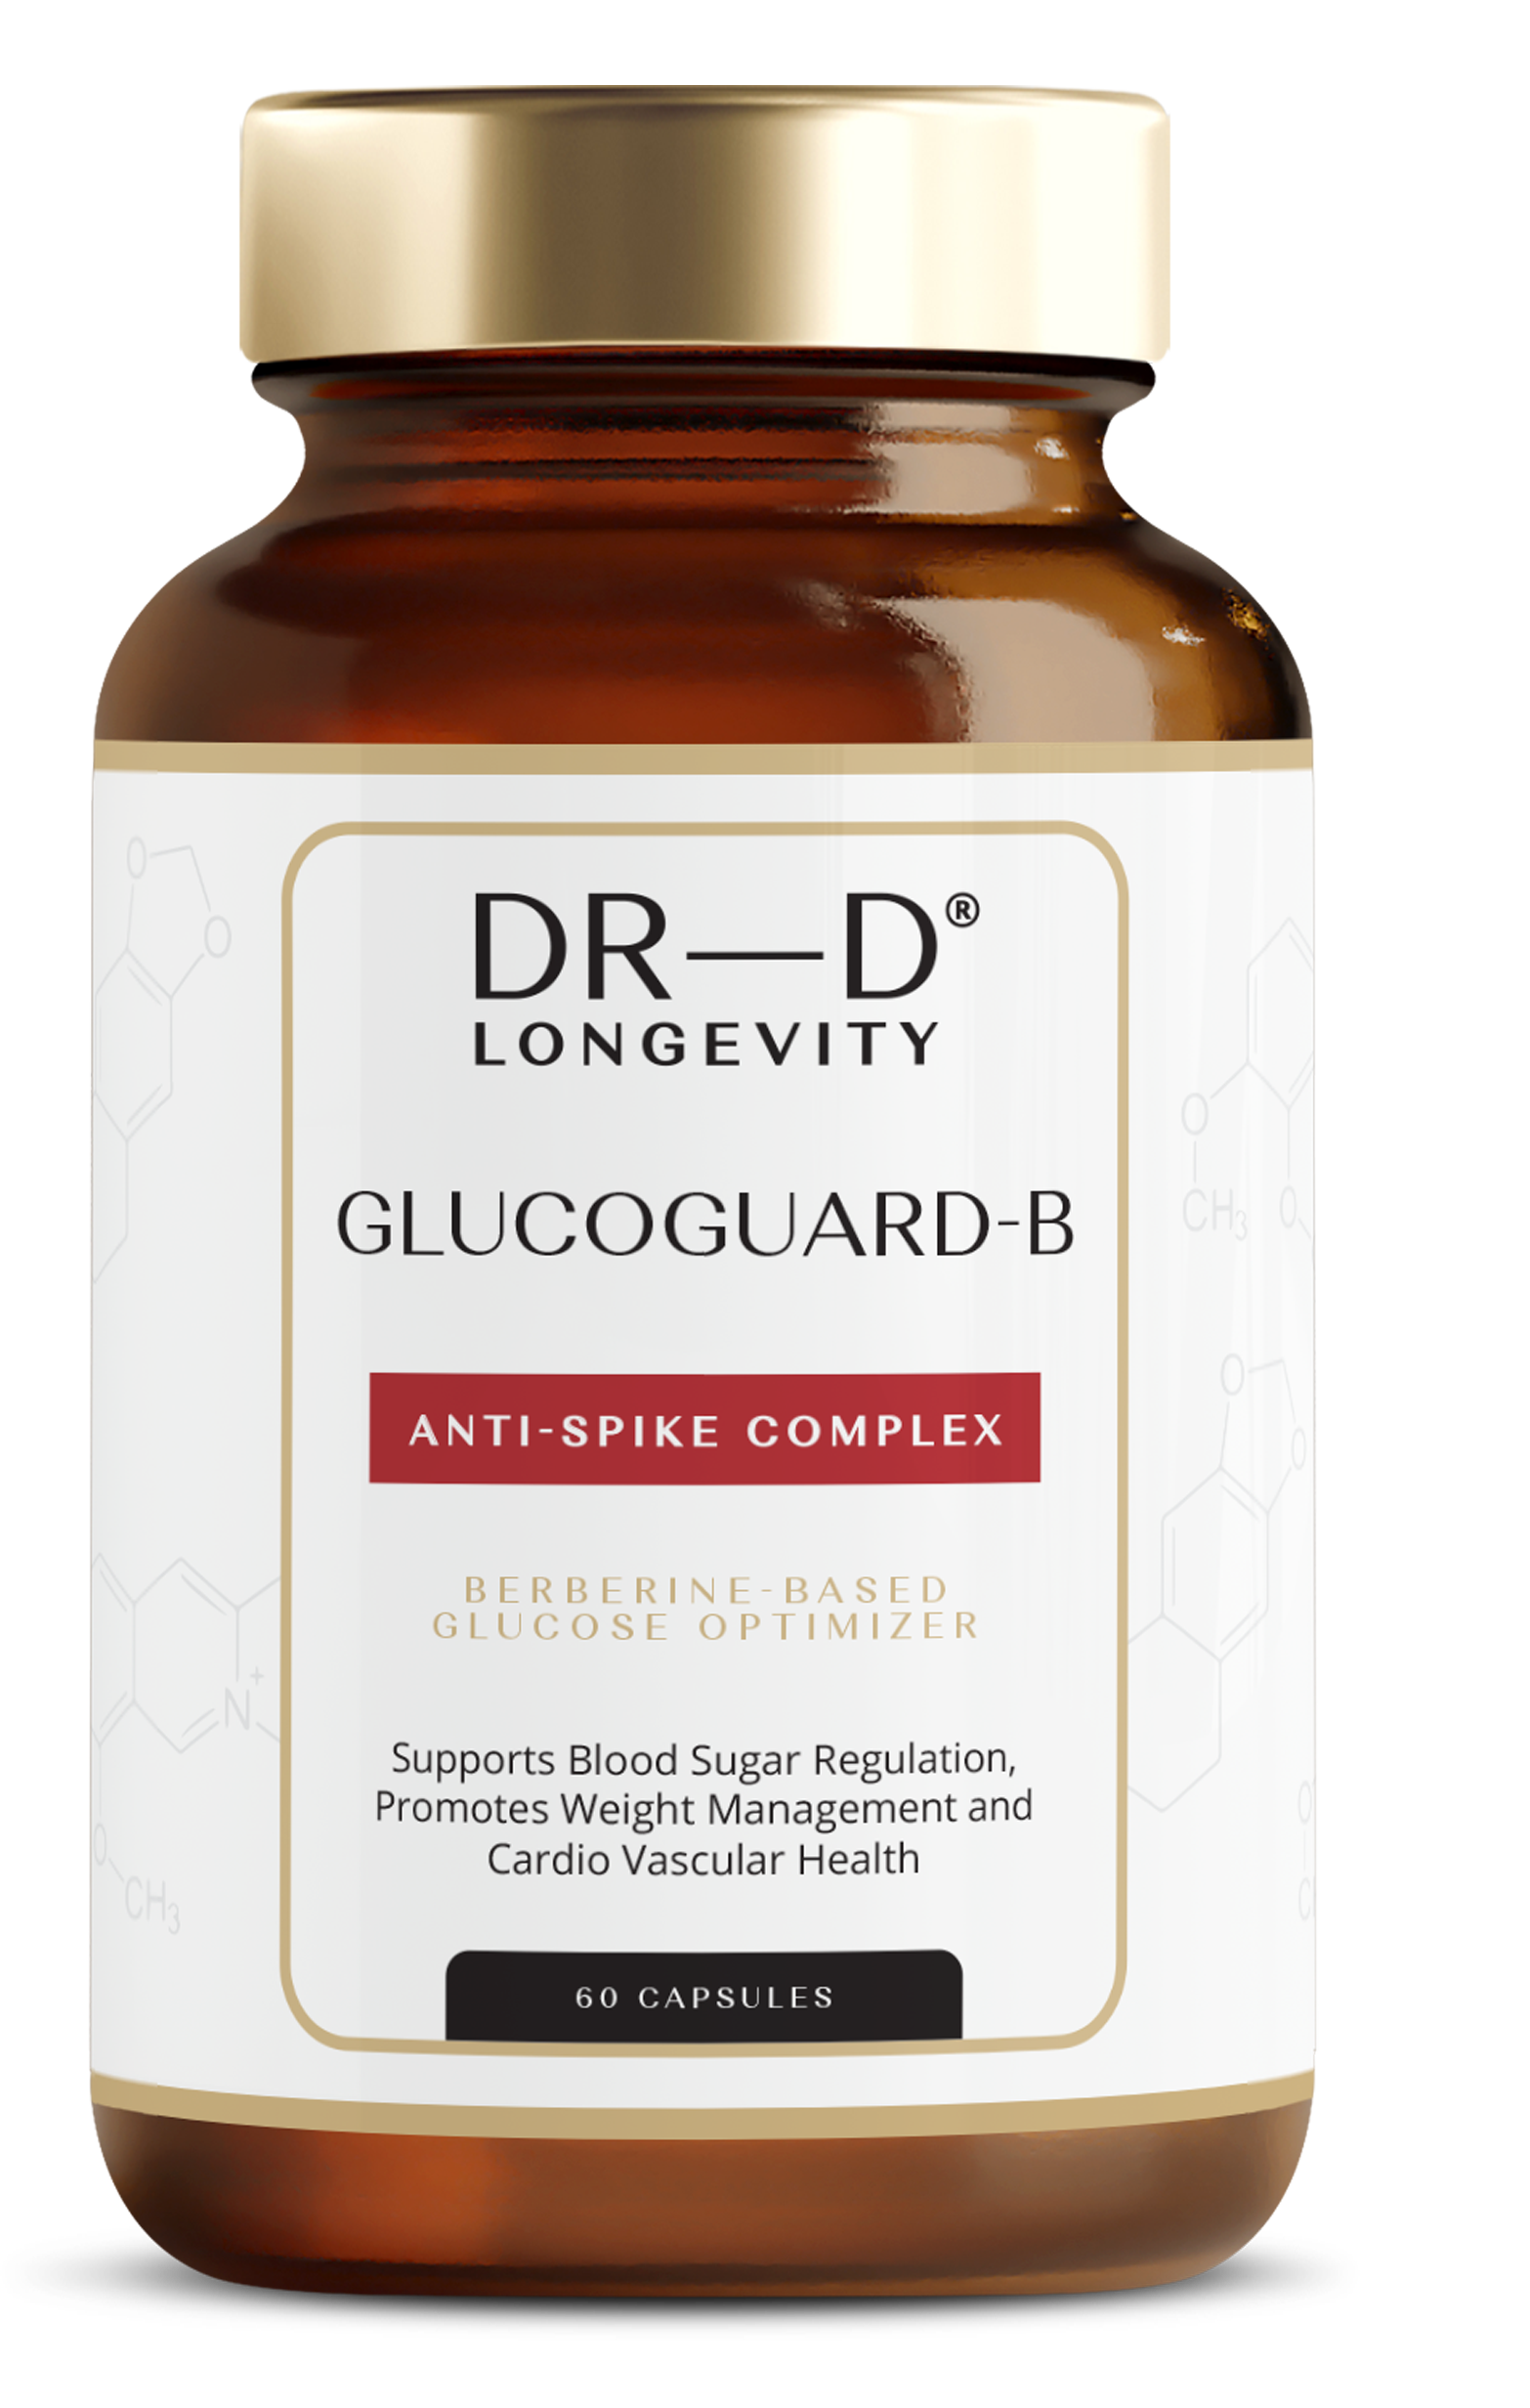 DR—D®
LONGEVITY
GLUCOGUARD-B
ANTI-SPIKE COMPLEX
BERBERINE-BASED
GLUCOSE OPTIMIZER
Supports Blood Sugar Regulation,
Promotes Weight Management and
Cardio Vascular Health
60 CAPSULES
O
O
O
CH3
O
O
O
N+
O
CH3
O
C